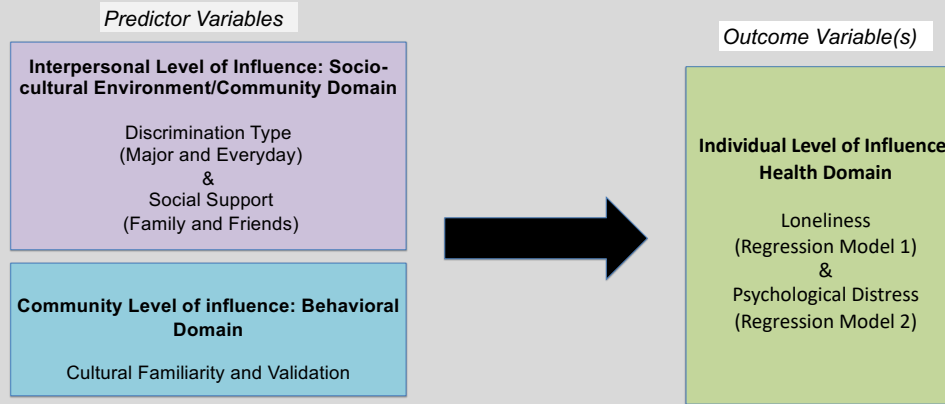 Predictor Variables
Interpersonal Level of Influence: Socio-
cultural Environment/Community Domain
Discrimination Type
(Major and Everyday)
&
Social Support
(Family and Friends)
Community Level of influence: Behavioral
Domain
Cultural Familiarity and Validation
Outcome Variable(s)
Individual Level of Influence
Health Domain
Loneliness
(Regression Model 1)
&
Psychological Distress
(Regression Model 2)